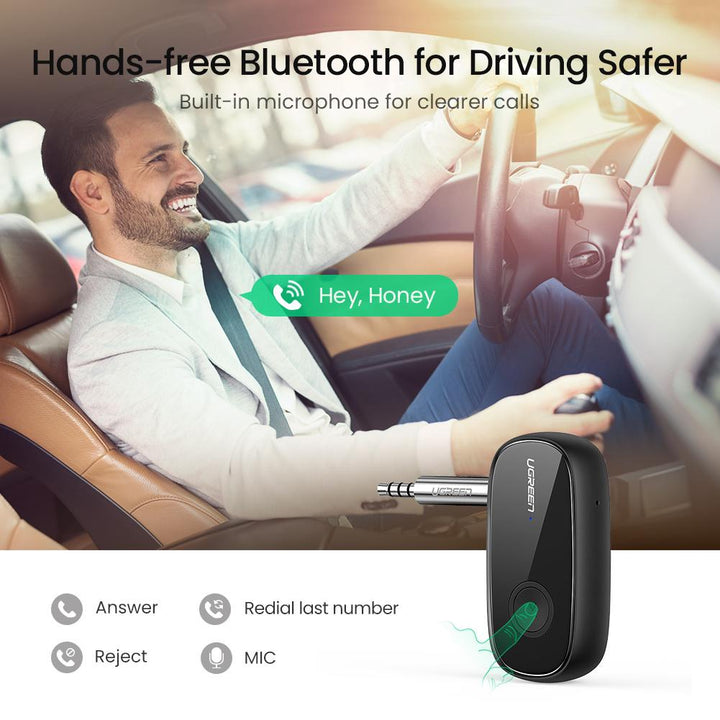 Hands-free Bluetooth for Driving Safer
Built-in microphone for clearer calls
Hey, Honey
UGREEN
UGREEN
Answer
Redial last number
Reject
MIC